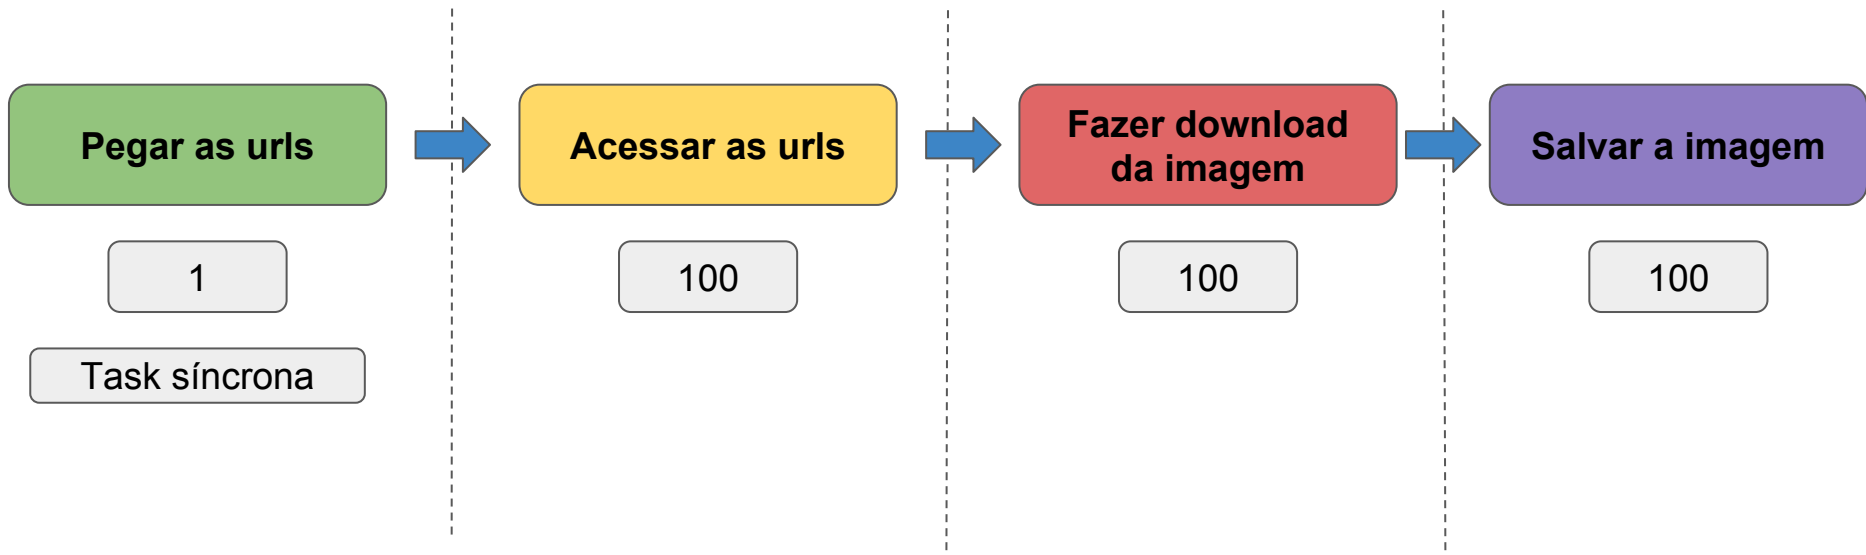 Pegar as urls
Acessar as urls
Fazer download
da imagem
Salvar a imagem
1
100
100
100
Task síncrona